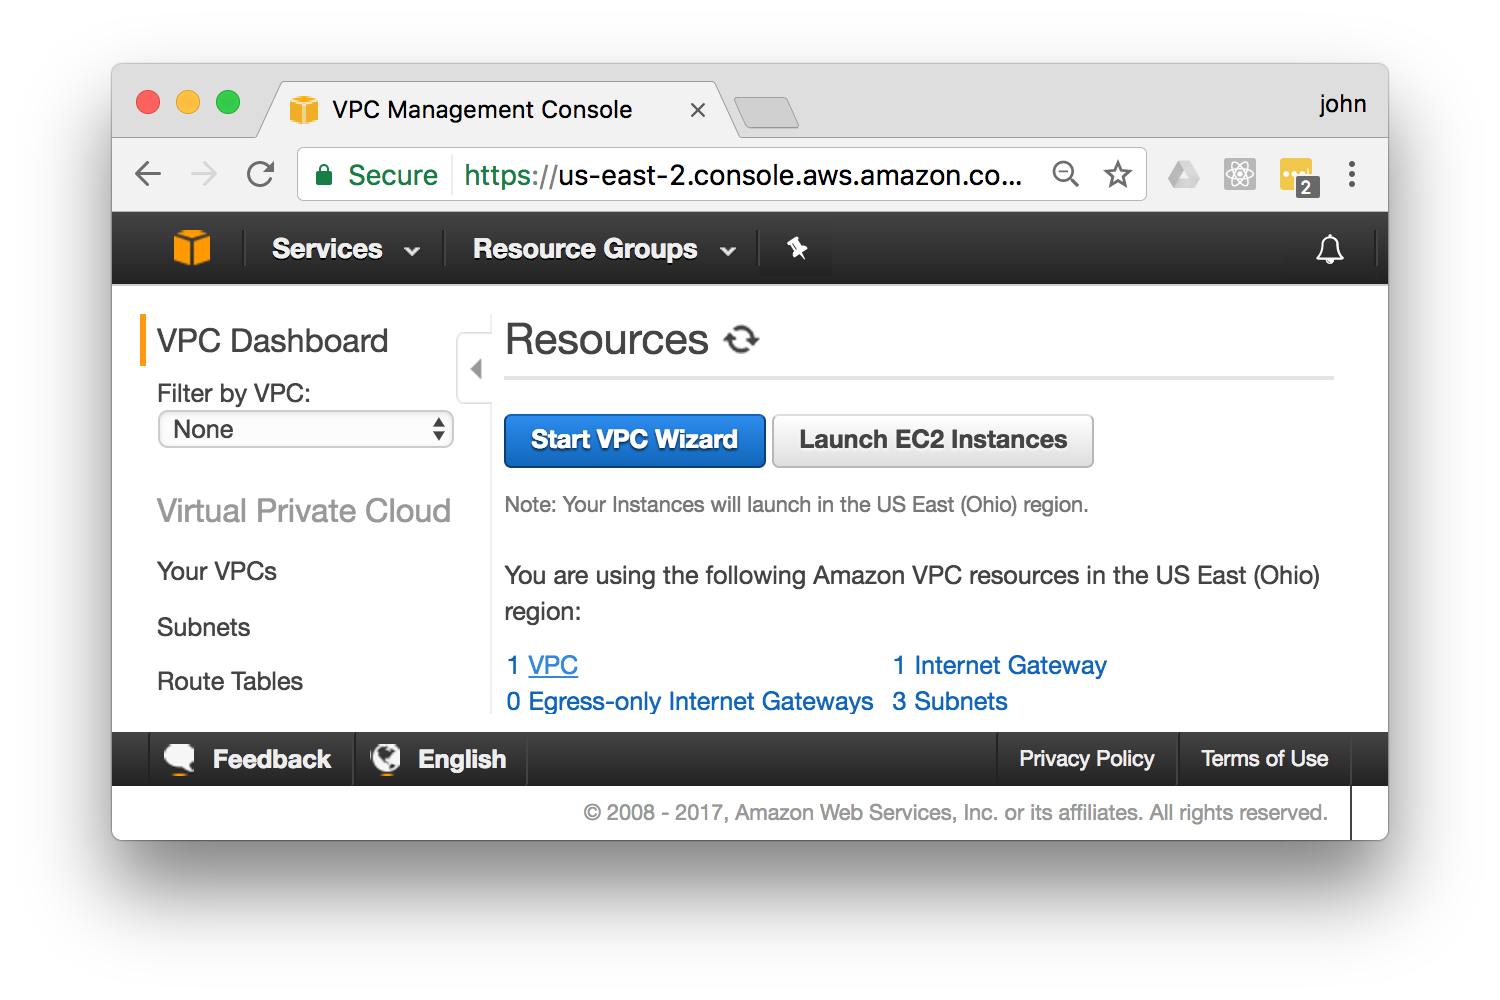 VPC Management Console
john
Secure https://us-east-2.console.aws.amazon.co...
2
Services Resource Groups
VPC Dashboard
Filter by VPC:
None
Virtual Private Cloud
Your VPCs
Subnets
Route Tables
Resources
Start VPC Wizard Launch EC2 Instances
Note: Your Instances will launch in the US East (Ohio) region.
You are using the following Amazon VPC resources in the US East (Ohio)
region:
1 VPC 1 Internet Gateway
0 Egress-only Internet Gateways 3 Subnets
Feedback English Privacy Policy Terms of Use
© 2008 - 2017, Amazon Web Services, Inc. or its affiliates. All rights reserved.